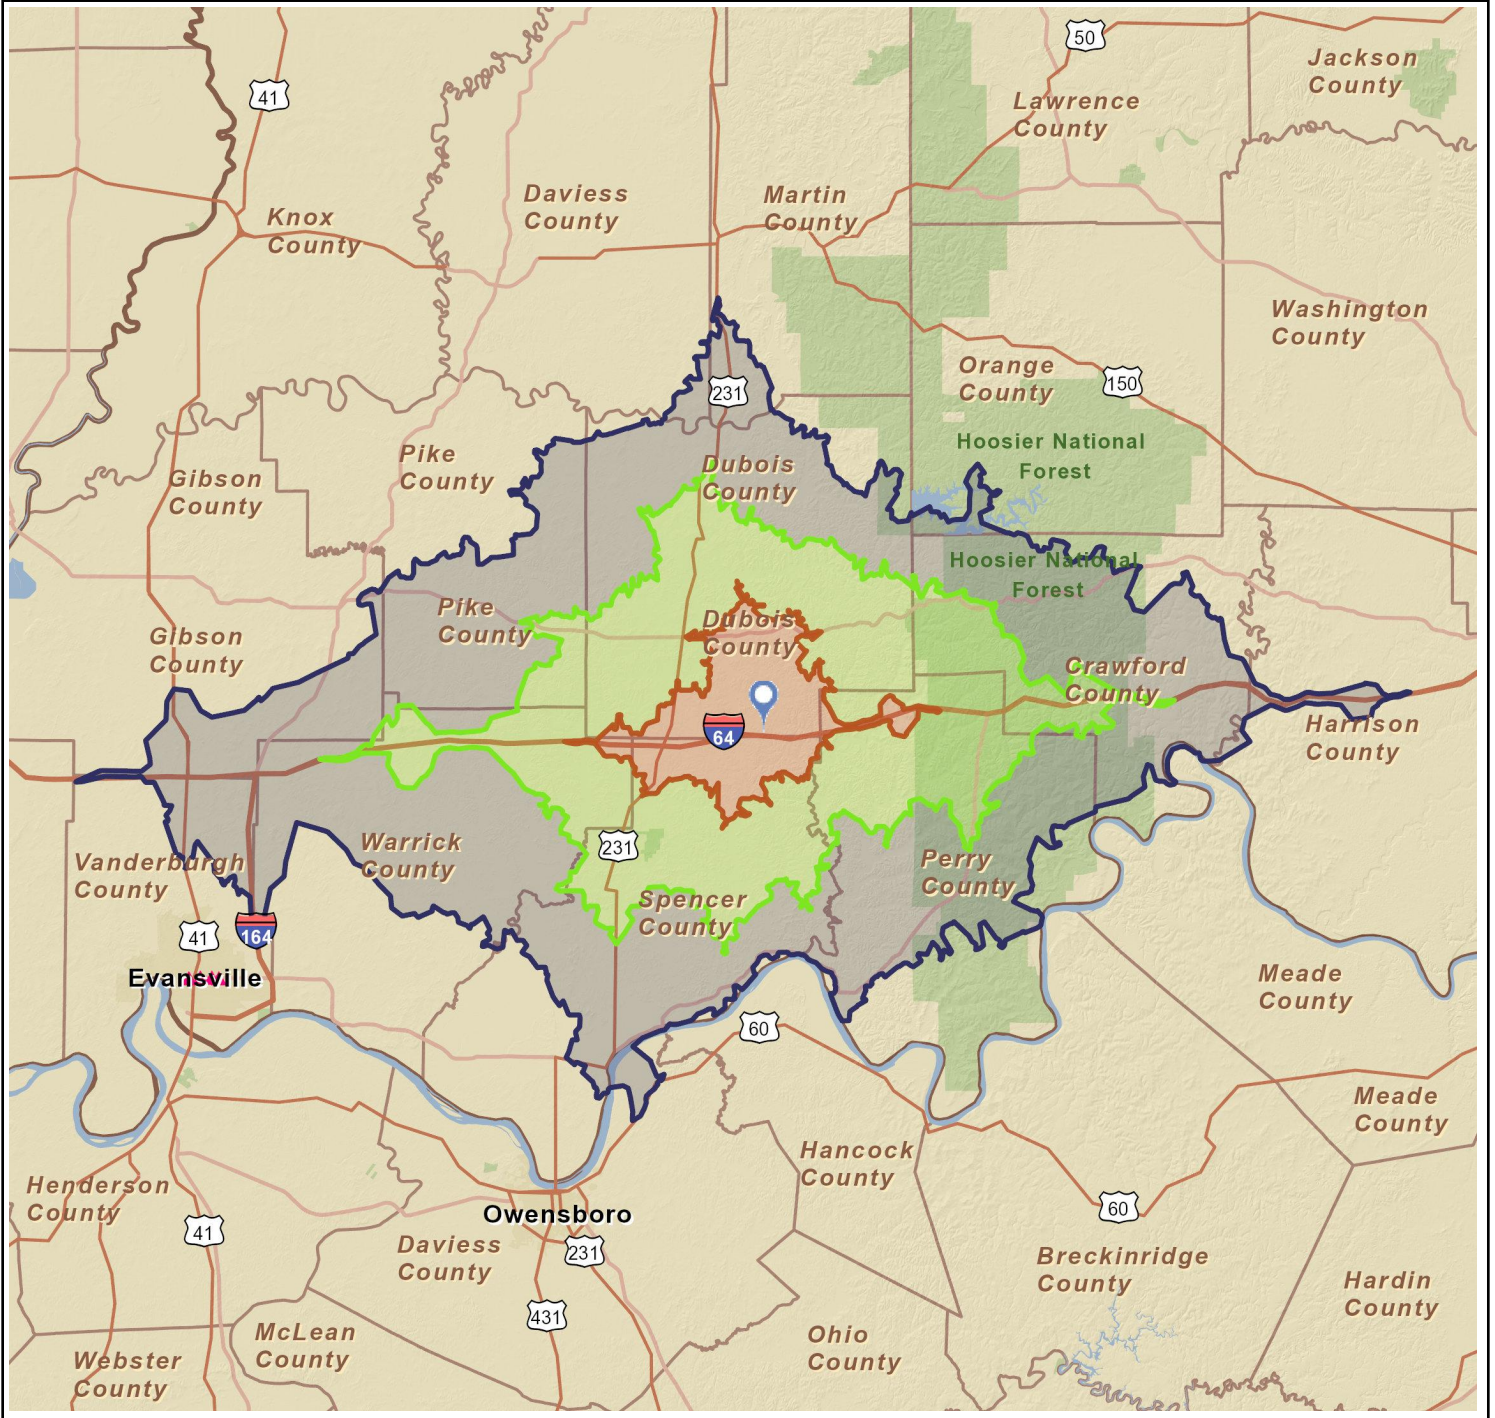 50
Jackson
County
41
Lawrence
County
Daviess
County
Martin
County
Knox
County
Washington
County
Orange
County
150
231
Hoosier National
Forest
Pike
County
Dubois
County
Gibson
County
Hoosier National
Forest
Pike
County
Dubois
County
Gibson
County
Crawford
County
64
Harrison
County
Warrick
County
231
Vanderburgh
County
Perry
County
Spencer
County
41
164
Evansville
Meade
County
60
Meade
County
Hancock
County
Henderson
County
60
Owensboro
41
Daviess
County
231
Breckinridge
County
Hardin
County
431
McLean
County
Ohio
County
Webster
County